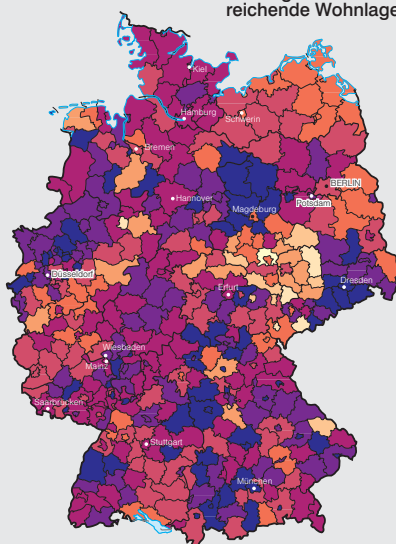 reichende Wohnlage
Kiel
Hamburg
Schwerin
Bremen
BERLIN
Hannover
Potsdam
Magdeburg
Düsseldorf
Erfurt
Dresden
Wiesbaden
Mainz
Saarbrücken
Stuttgart
München